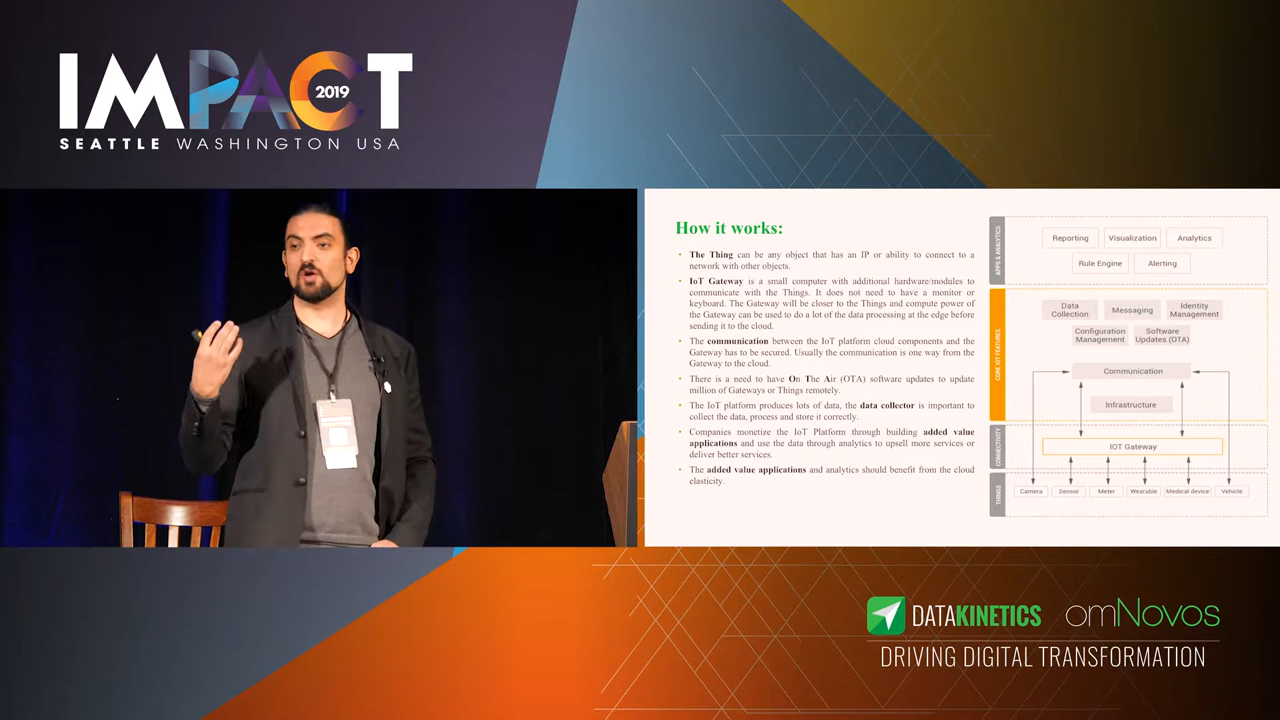 IMPACT
2019
SEATTLE WASHINGTON USA
How it works:
• The Thing can be any object that has an IP or ability to connect to a
network with other objects.
• IoT Gateway is a small computer with additional hardware/modules to
communicate with the Things. It does not need to have a monitor or
keyboard. The Gateway will be closer to the Things and compute power of
the Gateway can be used to do a lot of the data processing at the edge before
sending it to the cloud.
• The communication between the IoT platform cloud components and the
Gateway has to be secured. Usually the communication is one way from the
Gateway to the cloud.
• There is a need to have On The Air (OTA) software updates to update
million of Gateways or Things remotely.
• The IoT platform produces lots of data, the data collector is important to
collect the data, process and store it correctly.
• Companies monetize the IoT Platform through building added value
applications and use the data through analytics to upsell more services or
deliver better services.
• The added value applications and analytics should benefit from the cloud
elasticity.
APPS & ANALYTICS
Reporting Visualization Analytics
Rule Engine Alerting
CORE IOT FEATURES
Data
Collection
Messaging
Identity
Management
Configuration
Management
Software
Updates (OTA)
Communication
Infrastructure
CONNECTIVITY
IOT Gateway
THINGS
Camera Sensor Meter Wearable Medical device Vehicle
DATAKINETICS omNovos
DRIVING DIGITAL TRANSFORMATION